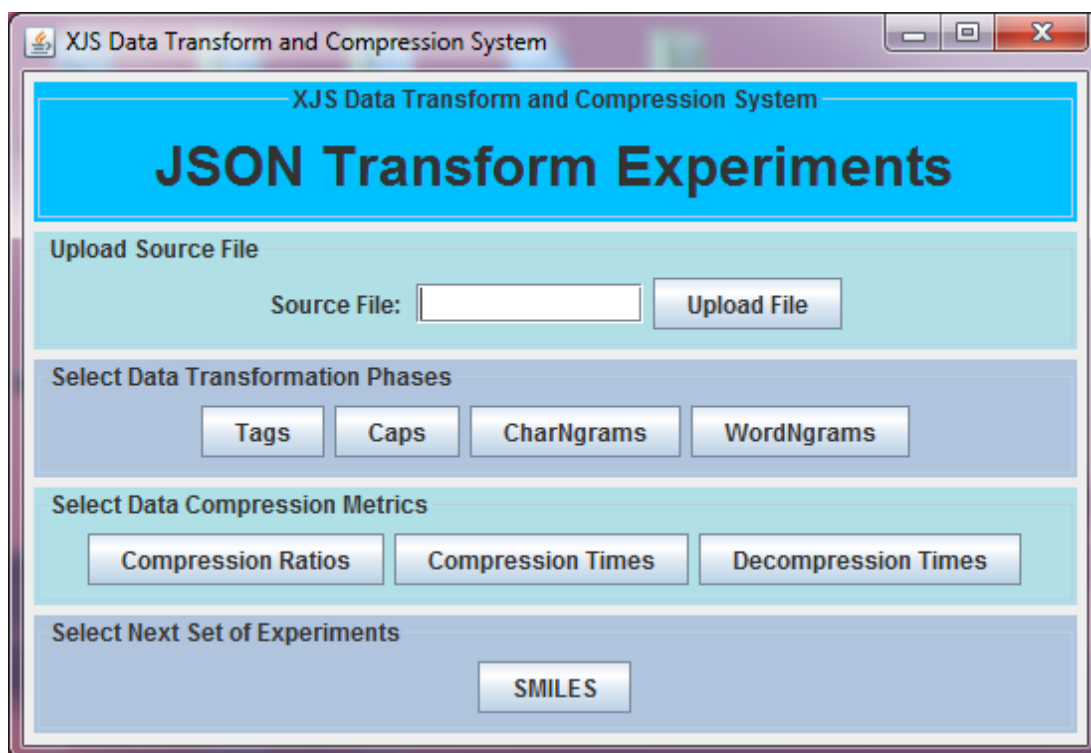 XJS Data Transform and Compression System
XJS Data Transform and Compression System
JSON Transform Experiments
Upload Source File
Source File: Upload File
Select Data Transformation Phases
Tags Caps CharNgrams WordNgrams
Select Data Compression Metrics
Compression Ratios Compression Times Decompression Times
Select Next Set of Experiments
SMILES